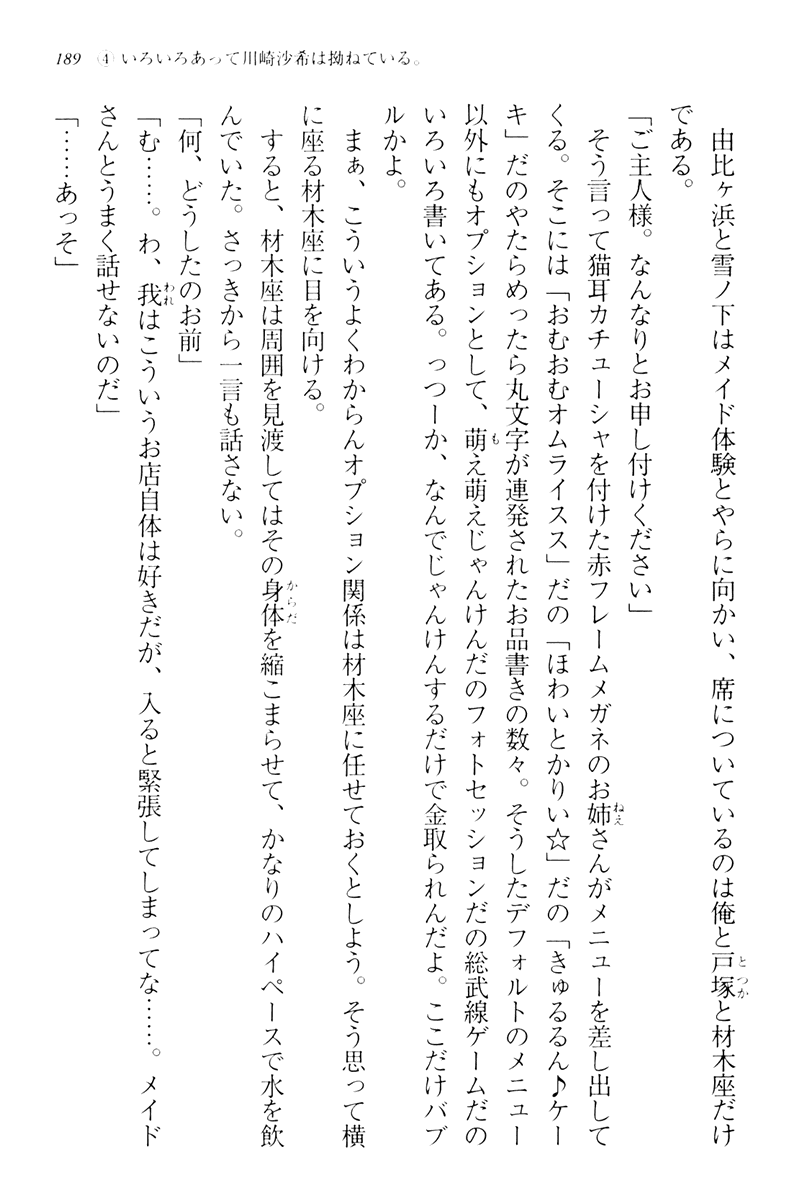 189 ④ いろいろあって川崎沙希は拗ねている。
由比ヶ浜と雪ノ下はメイド体験とやらに向かい、席についているのは俺と戸塚と材木座だけ
である。
「ご主人様。なんなりとお申し付けください」
そう言って猫耳カチューシャを付けた赤フレームメガネのお姉さんがメニューを差し出して
くる。そこには「おむおむオムライスス」だの「ほわいとかりい☆」だの「きゅるるん♪ケー
キ」だのやたらめったら丸文字が連発されたお品書きの数々。そうしたデフォルトのメニュー
以外にもオプションとして、萌え萌えじゃんけんだのフォトセッションだの総武線ゲームだの
いろいろ書いてある。っつーか、なんでじゃんけんするだけで金取られんだよ。ここだけバブ
ルかよ。
まぁ、こういうよくわからんオプション関係は材木座に任せておくとしよう。そう思って横
に座る材木座に目を向ける。
すると、材木座は周囲を見渡してはその身体を縮こまらせて、かなりのハイペースで水を飲
んでいた。さっきから一言も話さない。
「何、どうしたのお前」
「む……。わ、我はこういうお店自体は好きだが、入ると緊張してしまってな……。メイド
さんとうまく話せないのだ」
「……あっそ」